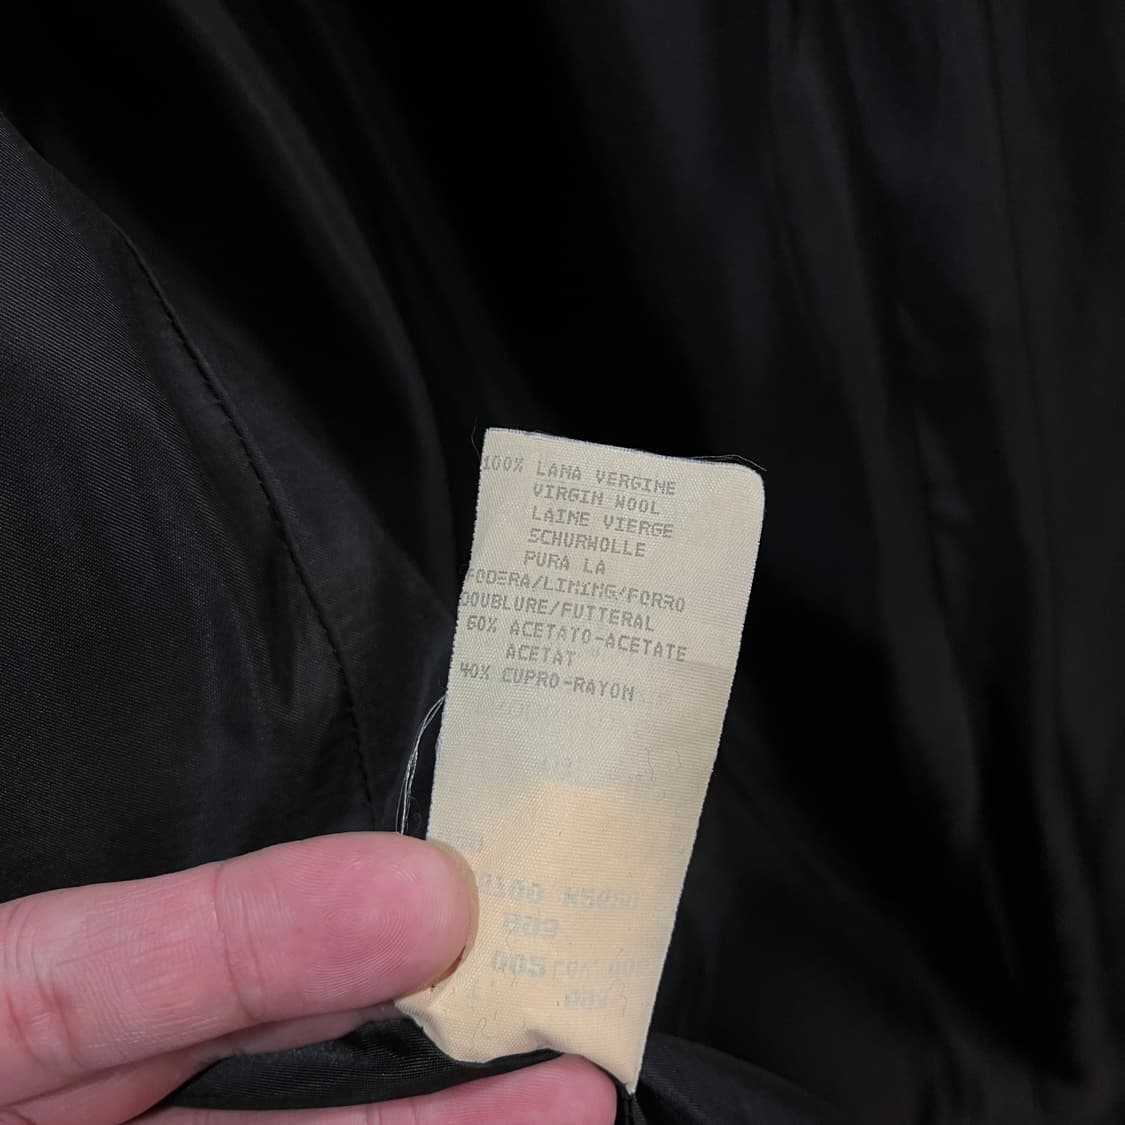 100% LANA VERGINE
VIRGIN WOOL
LAINE VIERGE
SCHURWOLLE
PURA LA
FODERA/LINING/FORRO
DOUBLURE/FUTTERAL
60% ACETATO-ACETATE
ACETAT
40% CUPRO-RAYON